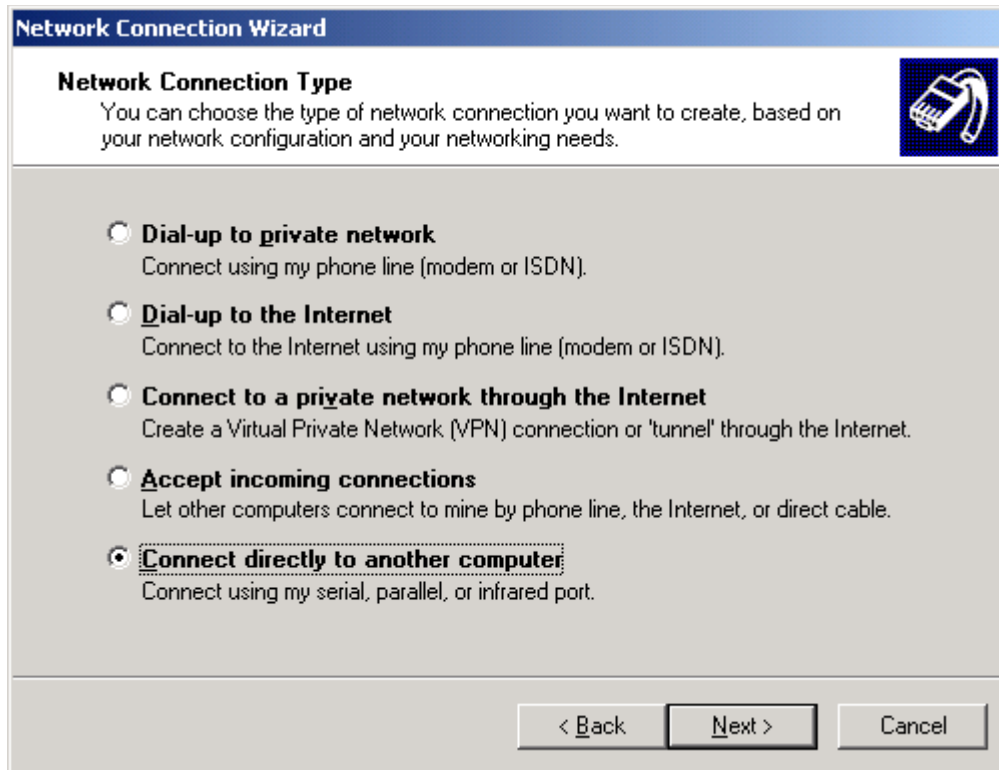 Network Connection Wizard
Network Connection Type
You can choose the type of network connection you want to create, based on
your network configuration and your networking needs.
Dial-up to private network
Connect using my phone line (modem or ISDN).
Dial-up to the Internet
Connect to the Internet using my phone line (modem or ISDN).
Connect to a private network through the Internet
Create a Virtual Private Network (VPN) connection or 'tunnel' through the Internet.
Accept incoming connections
Let other computers connect to mine by phone line, the Internet, or direct cable.
Connect directly to another computer
Connect using my serial, parallel, or infrared port.
< Back Next > Cancel